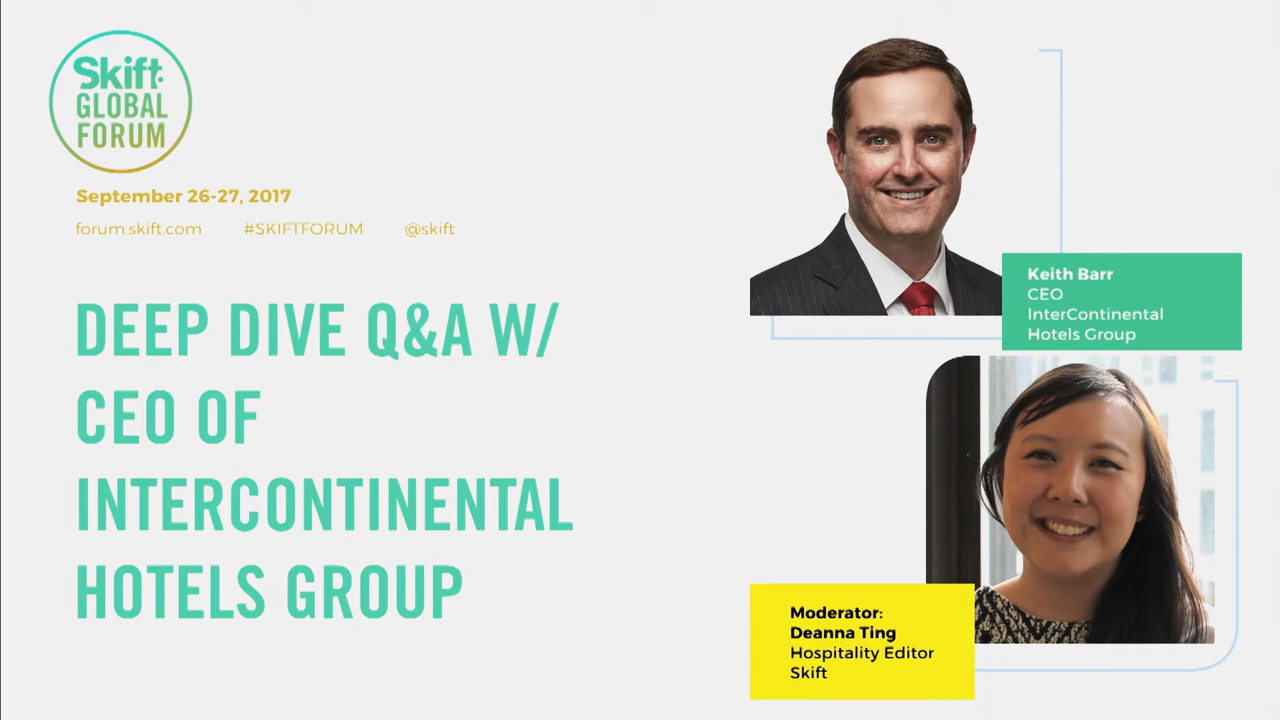 Skift:
GLOBAL
FORUM
September 26-27, 2017
forum.skift.com #SKIFTFORUM @skift
DEEP DIVE Q&A W/
CEO OF
INTERCONTINENTAL
HOTELS GROUP
Keith Barr
CEO
InterContinental
Hotels Group
Moderator:
Deanna Ting
Hospitality Editor
Skift